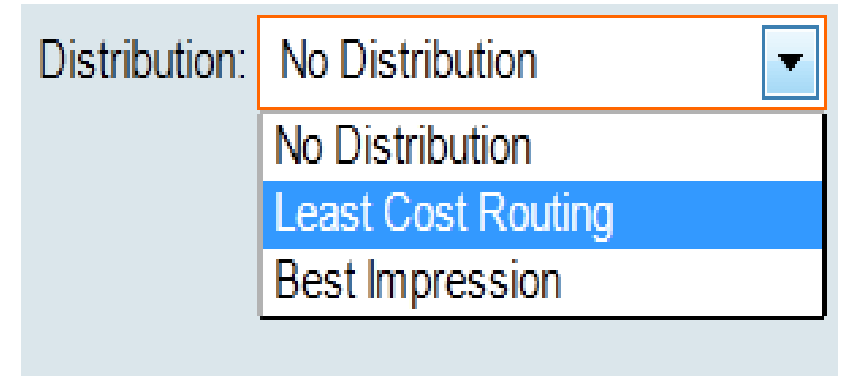 Distribution: No Distribution
No Distribution
Least Cost Routing
Best Impression